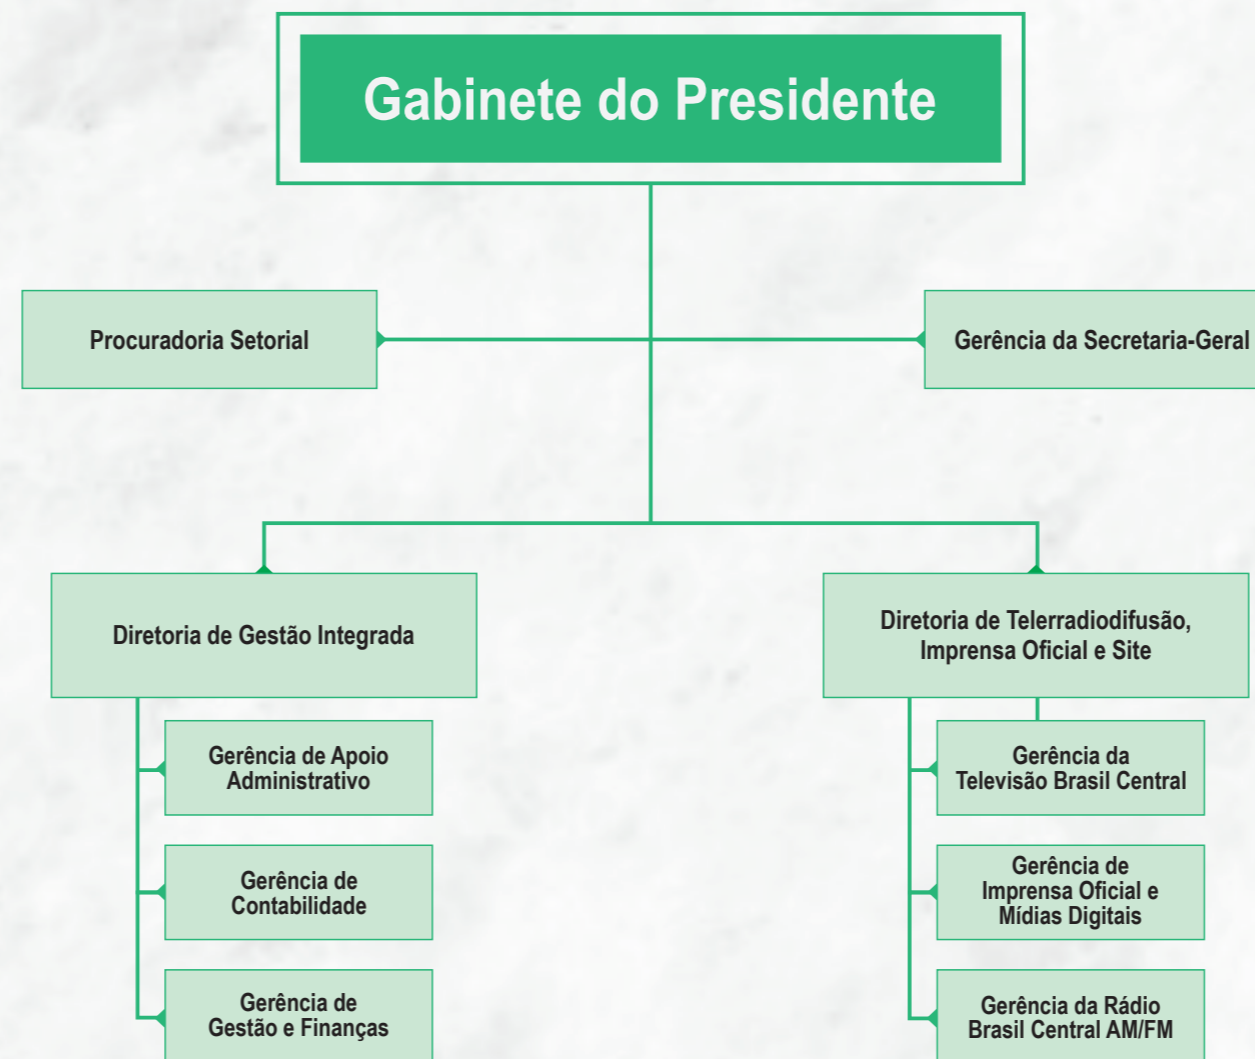 Gabinete do Presidente
Procuradoria Setorial
Gerência da Secretaria-Geral
Diretoria de Gestão Integrada
Diretoria de Telerradiodifusão,
Imprensa Oficial e Site
Gerência de Apoio
Administrativo
Gerência da
Televisão Brasil Central
Gerência de
Contabilidade
Gerência de
Imprensa Oficial e
Mídias Digitais
Gerência de
Gestão e Finanças
Gerência da Rádio
Brasil Central AM/FM